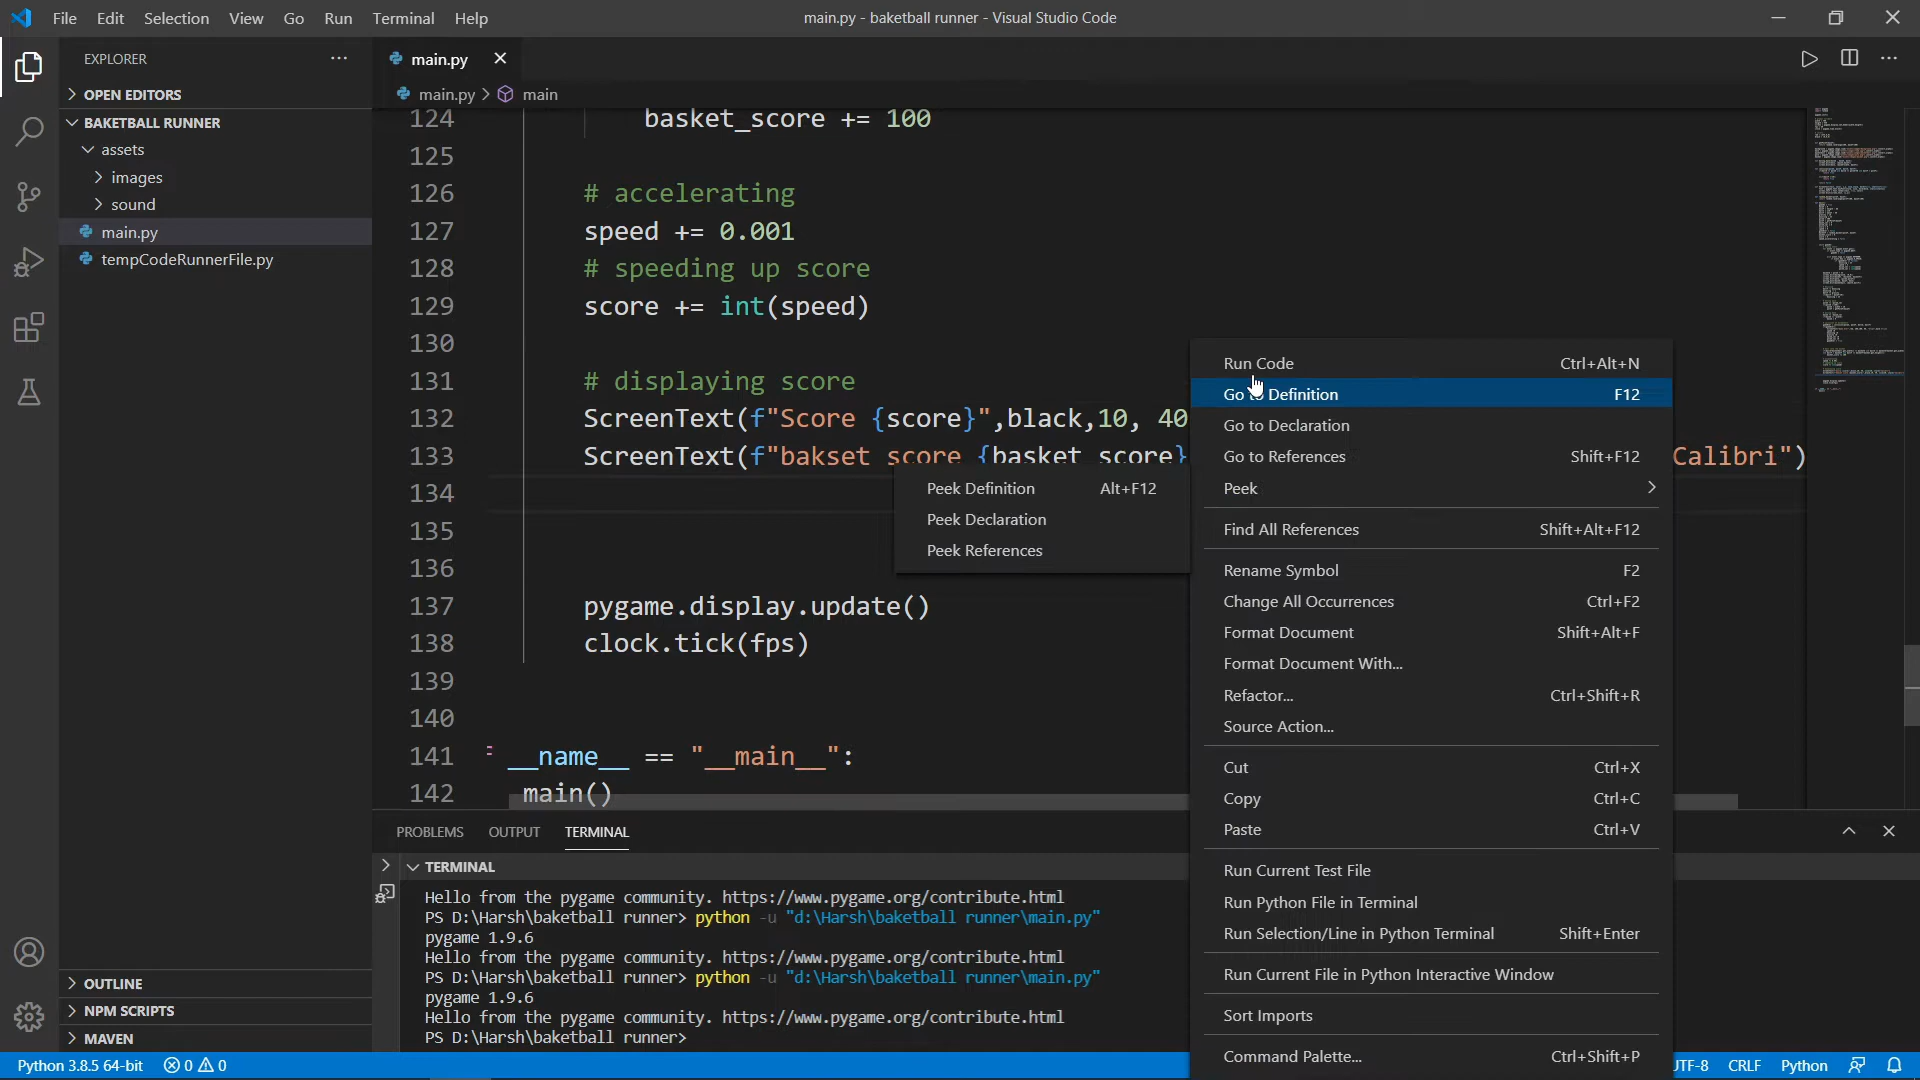 File Edit Selection View Go Run Terminal Help
main.py - baketball runner - Visual Studio Code
EXPLORER
OPEN EDITORS
BAKETBALL RUNNER
assets
images
sound
main.py
tempCodeRunnerFile.py
OUTLINE
NPM SCRIPTS
MAVEN
main.py
main.py > main
124 basket_score += 100
125
126 # accelerating
127 speed += 0.001
128 # speeding up score
129 score += int(speed)
130
131 # displaying score
132 ScreenText(f"Score {score}",black,10, 40
133 ScreenText(f"bakset score {basket_score} Calibri")
134
135
136
137 pygame.display.update()
138 clock.tick(fps)
139
140
141 __name__ == "__main__":
142 main()
Peek Definition Alt+F12
Peek Declaration
Peek References
Run Code Ctrl+Alt+N
Go to Definition F12
Go to Declaration
Go to References Shift+F12
Peek
Find All References Shift+Alt+F12
Rename Symbol F2
Change All Occurrences Ctrl+F2
Format Document Shift+Alt+F
Format Document With...
Refactor... Ctrl+Shift+R
Source Action...
Cut Ctrl+X
Copy Ctrl+C
Paste Ctrl+V
Run Current Test File
Run Python File in Terminal
Run Selection/Line in Python Terminal Shift+Enter
Run Current File in Python Interactive Window
Sort Imports
Command Palette... Ctrl+Shift+P
PROBLEMS OUTPUT TERMINAL
TERMINAL
Hello from the pygame community. https://www.pygame.org/contribute.html
PS D:\Harsh\baketball runner> python -u "d:\Harsh\baketball runner\main.py"
pygame 1.9.6
Hello from the pygame community. https://www.pygame.org/contribute.html
PS D:\Harsh\baketball runner> python -u "d:\Harsh\baketball runner\main.py"
pygame 1.9.6
Hello from the pygame community. https://www.pygame.org/contribute.html
PS D:\Harsh\baketball runner>
Python 3.8.5 64-bit 0 0 UTF-8 CRLF Python